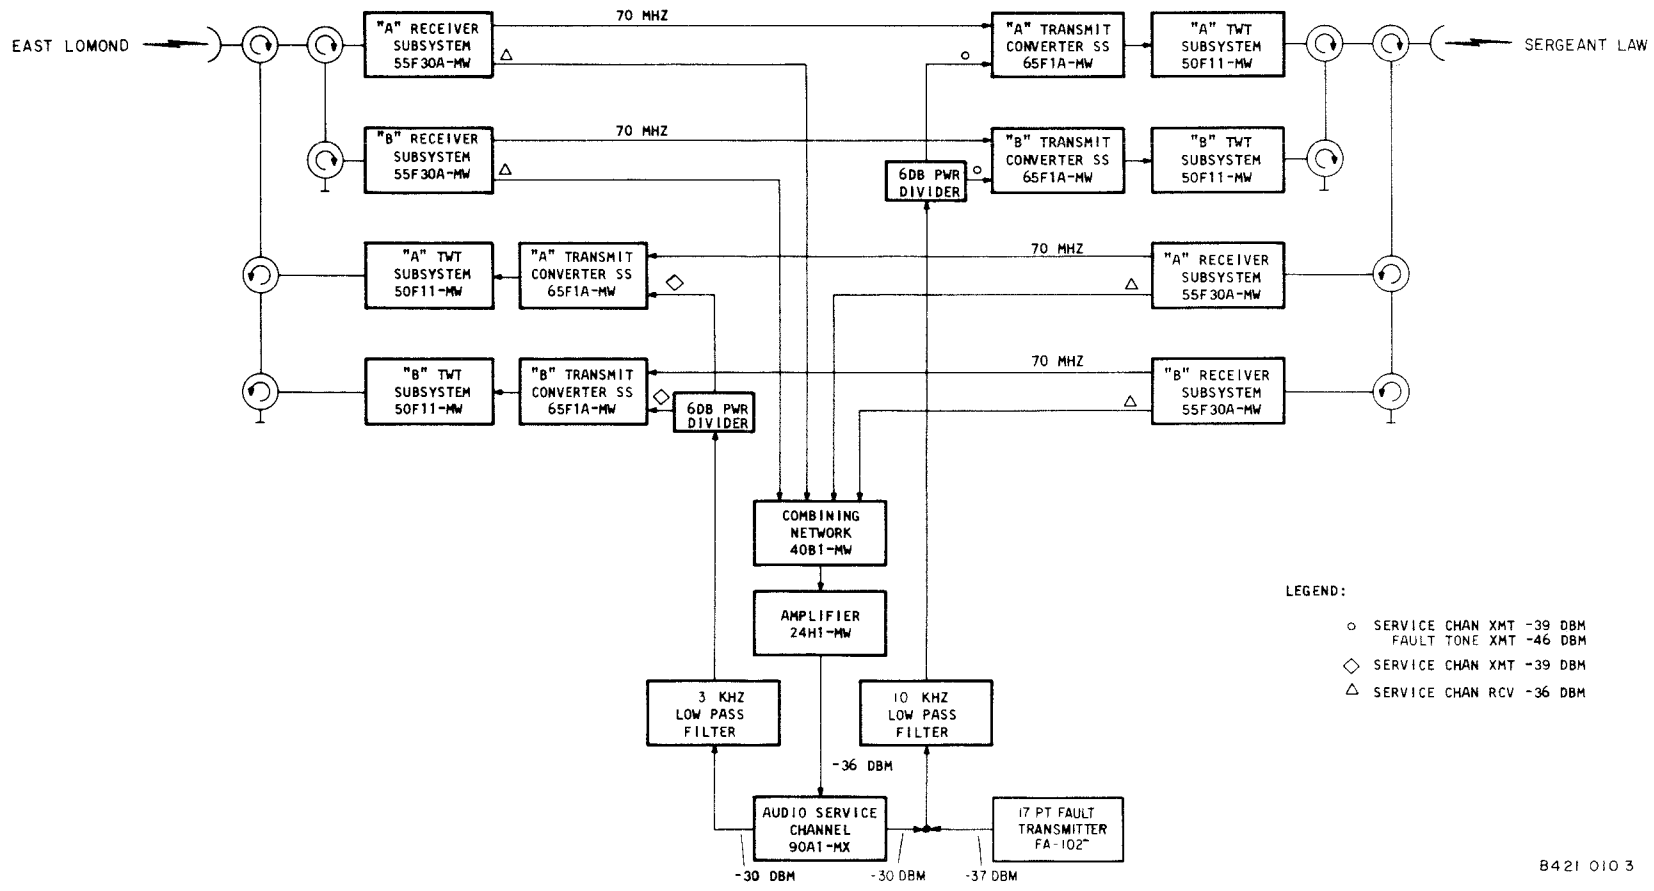 EAST LOMOND
"A" RECEIVER
SUBSYSTEM
55F30A-MW
70 MHZ
"A" TRANSMIT
CONVERTER SS
65F1A-MW
"A" TWT
SUBSYSTEM
50F11-MW
SERGEANT LAW
"B" RECEIVER
SUBSYSTEM
55F30A-MW
70 MHZ
6DB PWR
DIVIDER
"B" TRANSMIT
CONVERTER SS
65F1A-MW
"B" TWT
SUBSYSTEM
50F11-MW
"A" TWT
SUBSYSTEM
50F11-MW
"A" TRANSMIT
CONVERTER SS
65F1A-MW
70 MHZ
"A" RECEIVER
SUBSYSTEM
55F30A-MW
"B" TWT
SUBSYSTEM
50F11-MW
"B" TRANSMIT
CONVERTER SS
65F1A-MW
6DB PWR
DIVIDER
70 MHZ
"B" RECEIVER
SUBSYSTEM
55F30A-MW
COMBINING
NETWORK
40B1-MW
AMPLIFIER
24H1-MW
3 KHZ
LOW PASS
FILTER
10 KHZ
LOW PASS
FILTER
-36 DBM
AUDIO SERVICE
CHANNEL
90A1-MX
17 PT FAULT
TRANSMITTER
FA-102
-30 DBM
-30 DBM
-37 DBM
LEGEND:
○ SERVICE CHAN XMT -39 DBM
FAULT TONE XMT -46 DBM
◇ SERVICE CHAN XMT -39 DBM
△ SERVICE CHAN RCV -36 DBM
8421 010 3